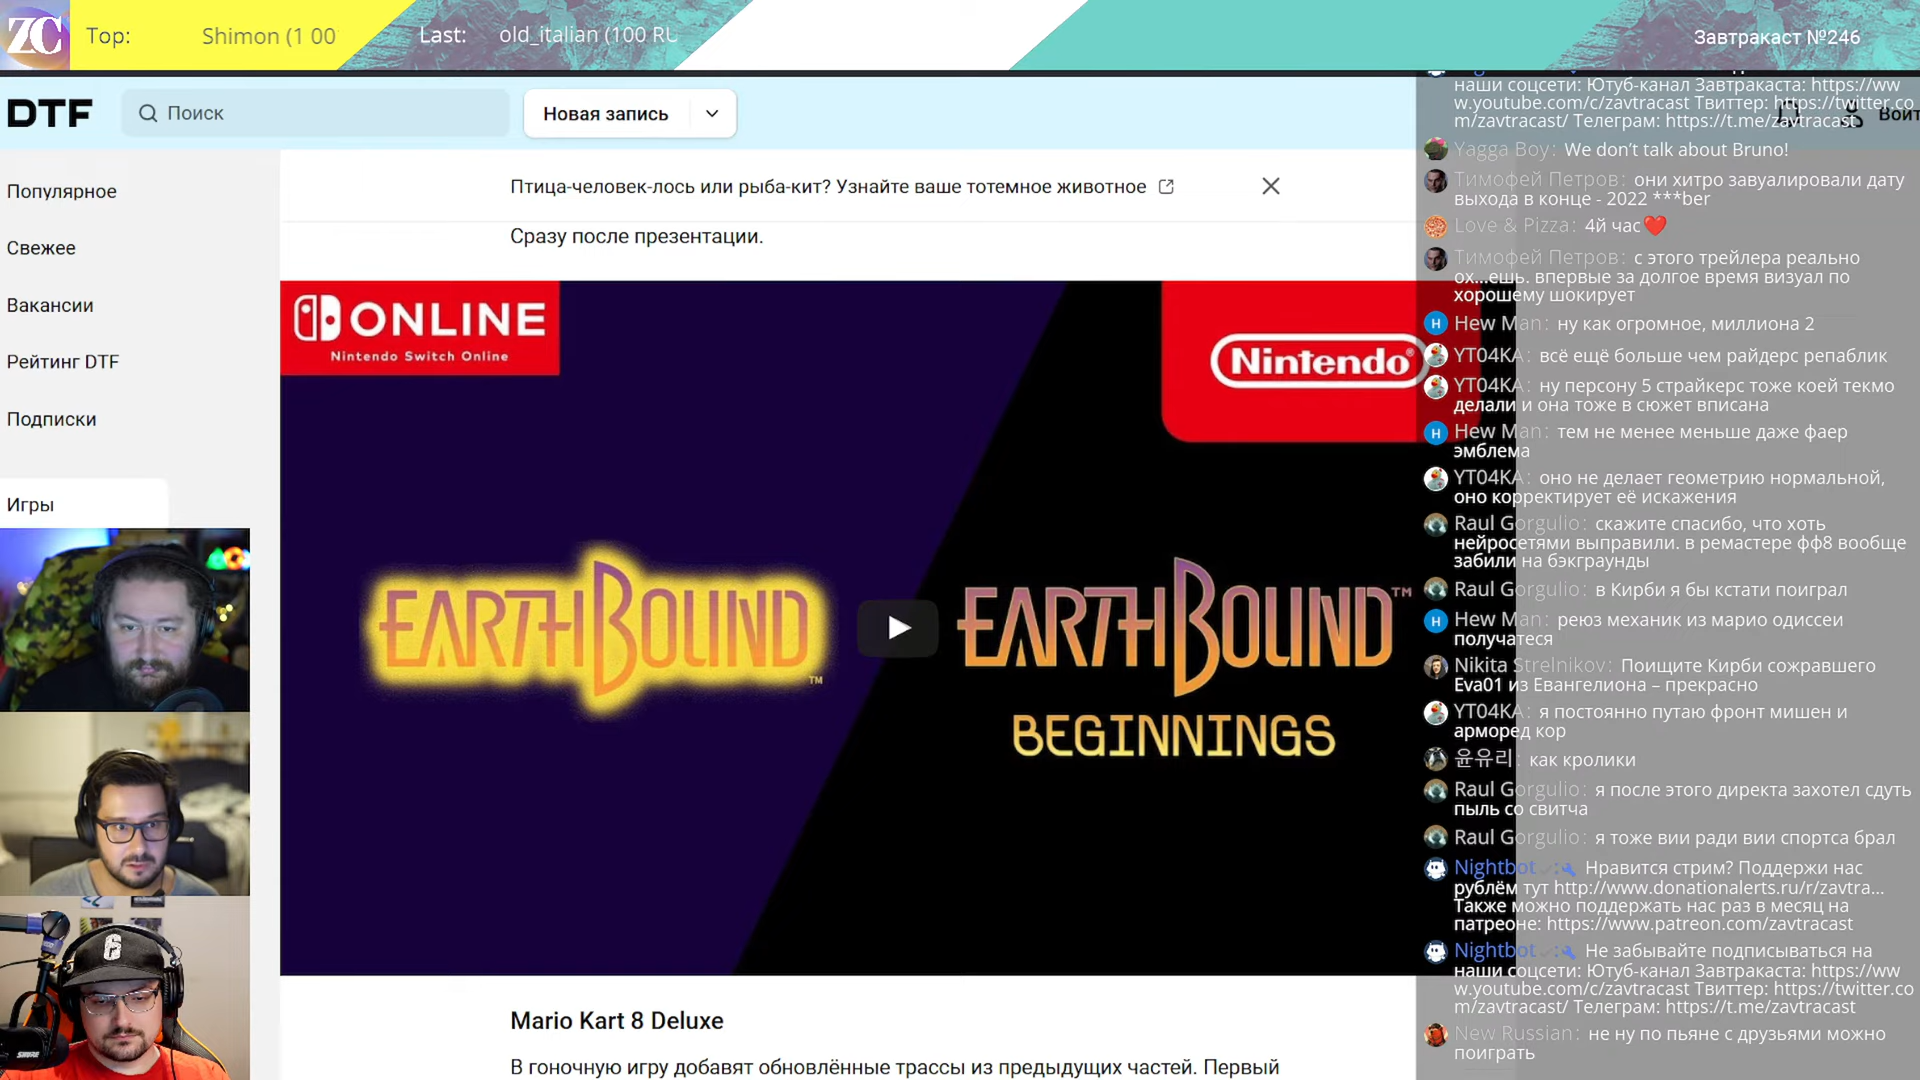 ZC
Top:
Shimon (1 00
Last:
old_italian (100 RU
Завтракаст №246
DTF
Поиск
Новая запись
Войт
Популярное
Свежее
Вакансии
Рейтинг DTF
Подписки
Игры
Птица-человек-лось или рыба-кит? Узнайте ваше тотемное животное
Сразу после презентации.
ONLINE
Nintendo Switch Online
Nintendo®
EARTHBOUND™
EARTHBOUND™
BEGINNINGS
Mario Kart 8 Deluxe
В гоночную игру добавят обновлённые трассы из предыдущих частей. Первый
6
SHURE
наши соцсети: Ютуб-канал Завтракаста: https://ww
w.youtube.com/c/zavtracast Твиттер: https://twitter.co
m/zavtracast/ Телеграм: https://t.me/zavtracast
Yagga Boy: We don’t talk about Bruno!
Тимофей Петров: они хитро завуалировали дату
выхода в конце - 2022 ***ber
Love & Pizza: 4й час❤️
Тимофей Петров: с этого трейлера реально
ох...ешь. впервые за долгое время визуал по
хорошему шокирует
Hew Man: ну как огромное, миллиона 2
YT04KA: всё ещё больше чем райдерс репаблик
YT04KA: ну персону 5 страйкерс тоже коей текмо
делали и она тоже в сюжет вписана
Hew Man: тем не менее меньше даже фаер
эмблема
YT04KA: оно не делает геометрию нормальной,
оно корректирует её искажения
Raul Gorgulio: скажите спасибо, что хоть
нейросетями выправили. в ремастере фф8 вообще
забили на бэкграунды
Raul Gorgulio: в Кирби я бы кстати поиграл
Hew Man: реюз механик из марио одиссеи
получатеся
Nikita Strelnikov: Поищите Кирби сожравшего
Eva01 из Евангелиона – прекрасно
YT04KA: я постоянно путаю фронт мишен и
арморед кор
윤유리: как кролики
Raul Gorgulio: я после этого директа захотел сдуть
пыль со свитча
Raul Gorgulio: я тоже вии ради вии спортса брал
Nightbot : Нравится стрим? Поддержи нас
рублём тут http://www.donationalerts.ru/r/zavtra...
Также можно поддержать нас раз в месяц на
патреоне: https://www.patreon.com/zavtracast
Nightbot : Не забывайте подписываться на
наши соцсети: Ютуб-канал Завтракаста: https://ww
w.youtube.com/c/zavtracast Твиттер: https://twitter.co
m/zavtracast/ Телеграм: https://t.me/zavtracast
New Russian: не ну по пьяне с друзьями можно
поиграть